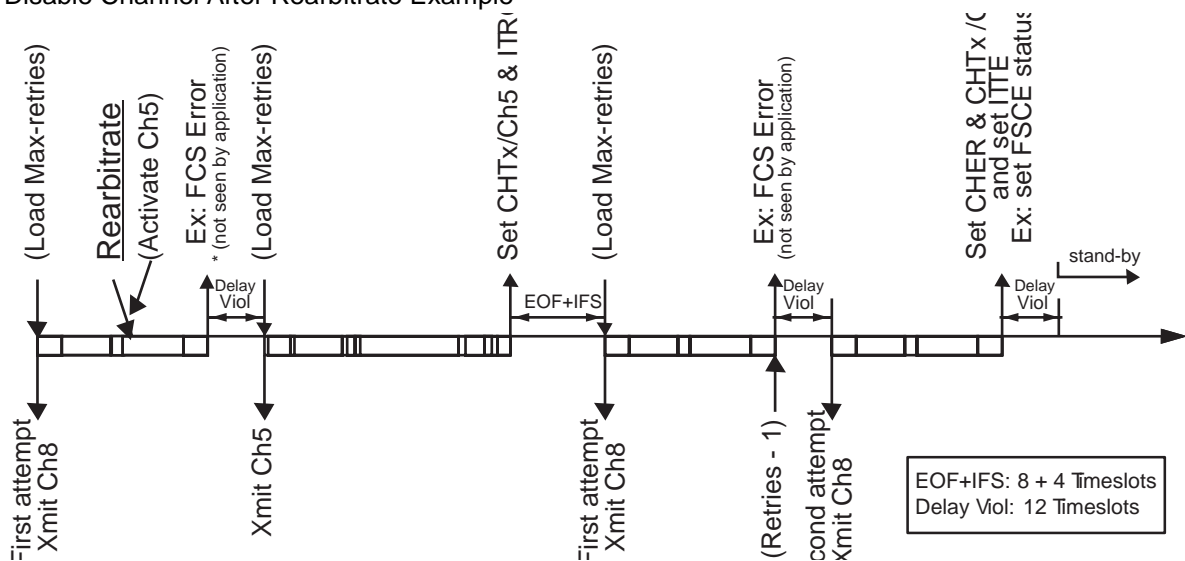 Disable Channel After Rearbitrate Example
(Load Max-retries)
Rearbitrate
(Activate Ch5)
Ex: FCS Error
* (not seen by application)
(Load Max-retries)
Set CHTx/Ch5 &
(Load Max-retries)
Ex: FCS Error
(not seen by application)
Set CHER & CHTx
and set ITTE
Ex: set FSCE status
stand-by
Delay
Viol
EOF+IFS
Delay
Viol
Delay
Viol
First attempt
Xmit Ch8
Xmit Ch5
First attempt
Xmit Ch8
(Retries - 1)
attempt
Xmit Ch8
EOF+IFS: 8 + 4 Timeslots
Delay Viol: 12 Timeslots